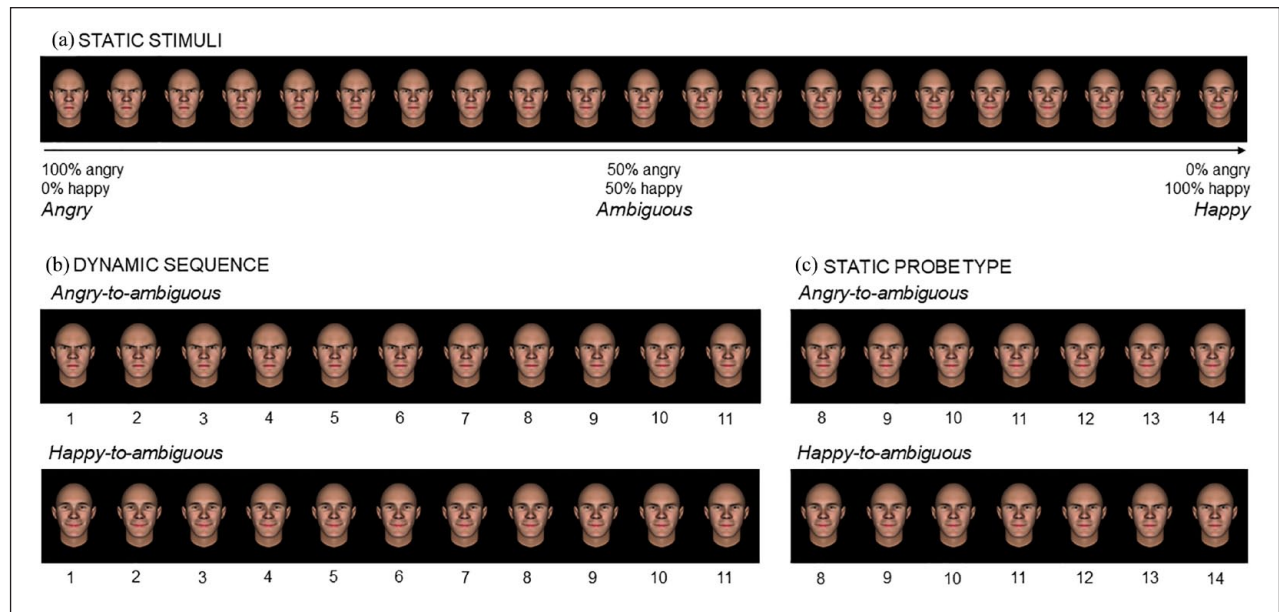 (a) STATIC STIMULI
100% angry 50% angry 0% angry
0% happy 50% happy 100% happy
Angry Ambiguous Happy
(b) DYNAMIC SEQUENCE
Angry-to-ambiguous
1 2 3 4 5 6 7 8 9 10 11
Happy-to-ambiguous
1 2 3 4 5 6 7 8 9 10 11
(c) STATIC PROBE TYPE
Angry-to-ambiguous
8 9 10 11 12 13 14
Happy-to-ambiguous
8 9 10 11 12 13 14